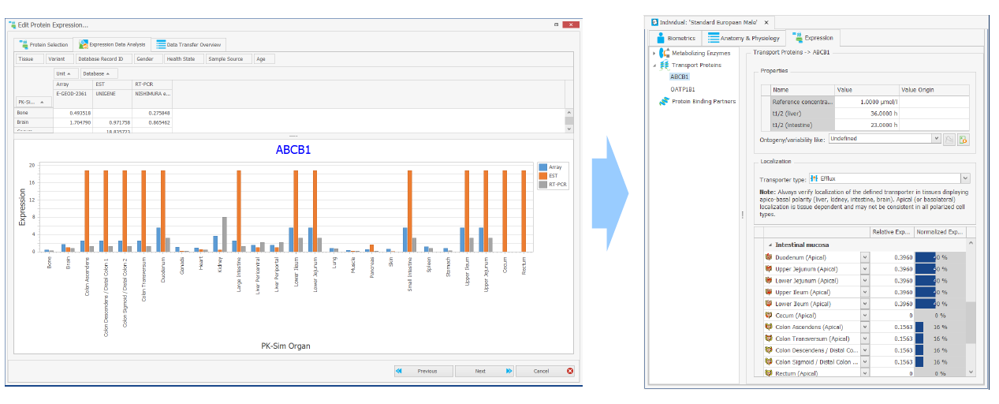 Edit Protein Expression...
Protein Selection Expression Data Analysis Data Transfer Overview
Tissue Variant Database Record ID Gender Health State Sample Source Age
Unit Database
Array EST RT-PCR
E-GEOD-2361 UNIGENE NISHIMURA e...
PK-Si...
Bone 0.493518 0.275848
Brain 1.704790 0.971758 0.865462
18.835773
ABCB1
Expression
20
16
12
8
4
0
Array
EST
RT-PCR
Bone
Brain
Colon Ascendens
Colon Descendens / Distal Colon 1
Colon Sigmoid / Distal Colon 2
Colon Transversum
Duodenum
Gonads
Heart
Kidney
Large Intestine
Liver Pericentral
Liver Periportal
Lower Ileum
Lower Jejunum
Lung
Muscle
Pancreas
Skin
Small Intestine
Spleen
Stomach
Upper Ileum
Upper Jejunum
Cecum
Rectum
PK-Sim Organ
Previous Next Cancel
Individual: 'Standard European Male'
Biometrics Anatomy & Physiology Expression
Metabolizing Enzymes
Transport Proteins
ABCB1
OATP1B1
Protein Binding Partners
Transport Proteins -> ABCB1
Properties
Name Value Value Origin
Reference concentra... 1.0000 µmol/l
t1/2 (liver) 36.0000 h
t1/2 (intestine) 23.0000 h
Ontogeny/variability like: Undefined
Localization
Transporter type: Efflux
Note: Always verify localization of the defined transporter in tissues displaying
apico-basal polarity (liver, kidney, intestine, brain). Apical (or basolateral)
localization is tissue dependent and may not be consistent in all polarized cell
types.
Relative Exp... Normalized Exp...
Intestinal mucosa
Duodenum (Apical) 0.3960 40 %
Upper Jejunum (Apical) 0.3960 40 %
Lower Jejunum (Apical) 0.3960 40 %
Upper Ileum (Apical) 0.3960 40 %
Lower Ileum (Apical) 0.3960 40 %
Cecum (Apical) 0 0 %
Colon Ascendens (Apical) 0.1563 16 %
Colon Transversum (Apical) 0.1563 16 %
Colon Descendens / Distal Co... 0.1563 16 %
Colon Sigmoid / Distal Colon ... 0.1563 16 %
Rectum (Apical) 0 0 %